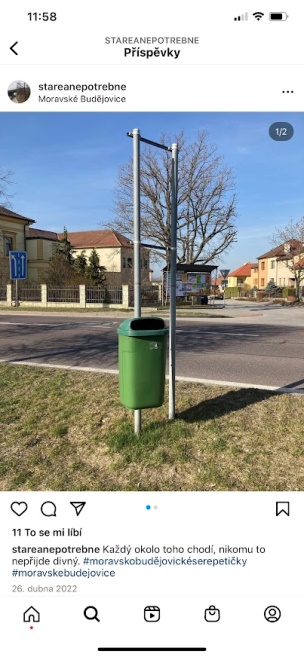 11:58
STAREANEPOTREBNE
Příspěvky
stareanepotrebne
Moravské Budějovice
1/2
11 To se mi líbí
stareanepotrebne Každý okolo toho chodí, nikomu to
nepřijde divný. #moravskobudějovickéserepetičky
#moravskebudejovice
26. dubna 2022